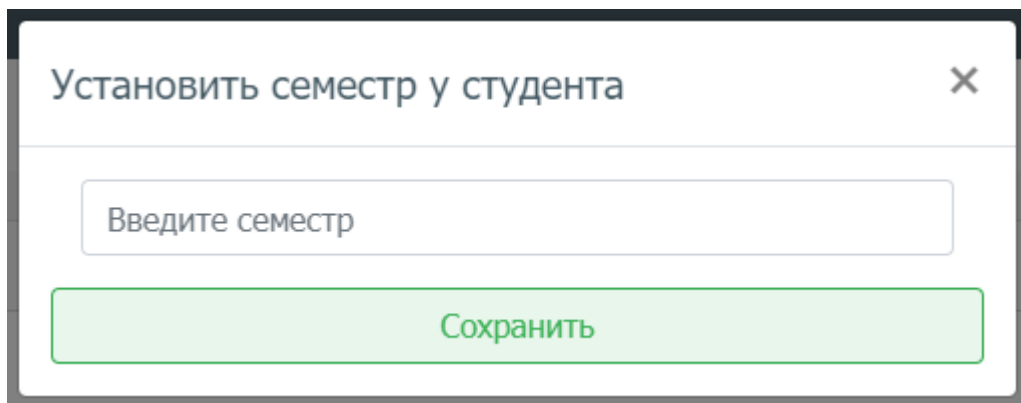 Установить семестр у студента
Введите семестр
Сохранить